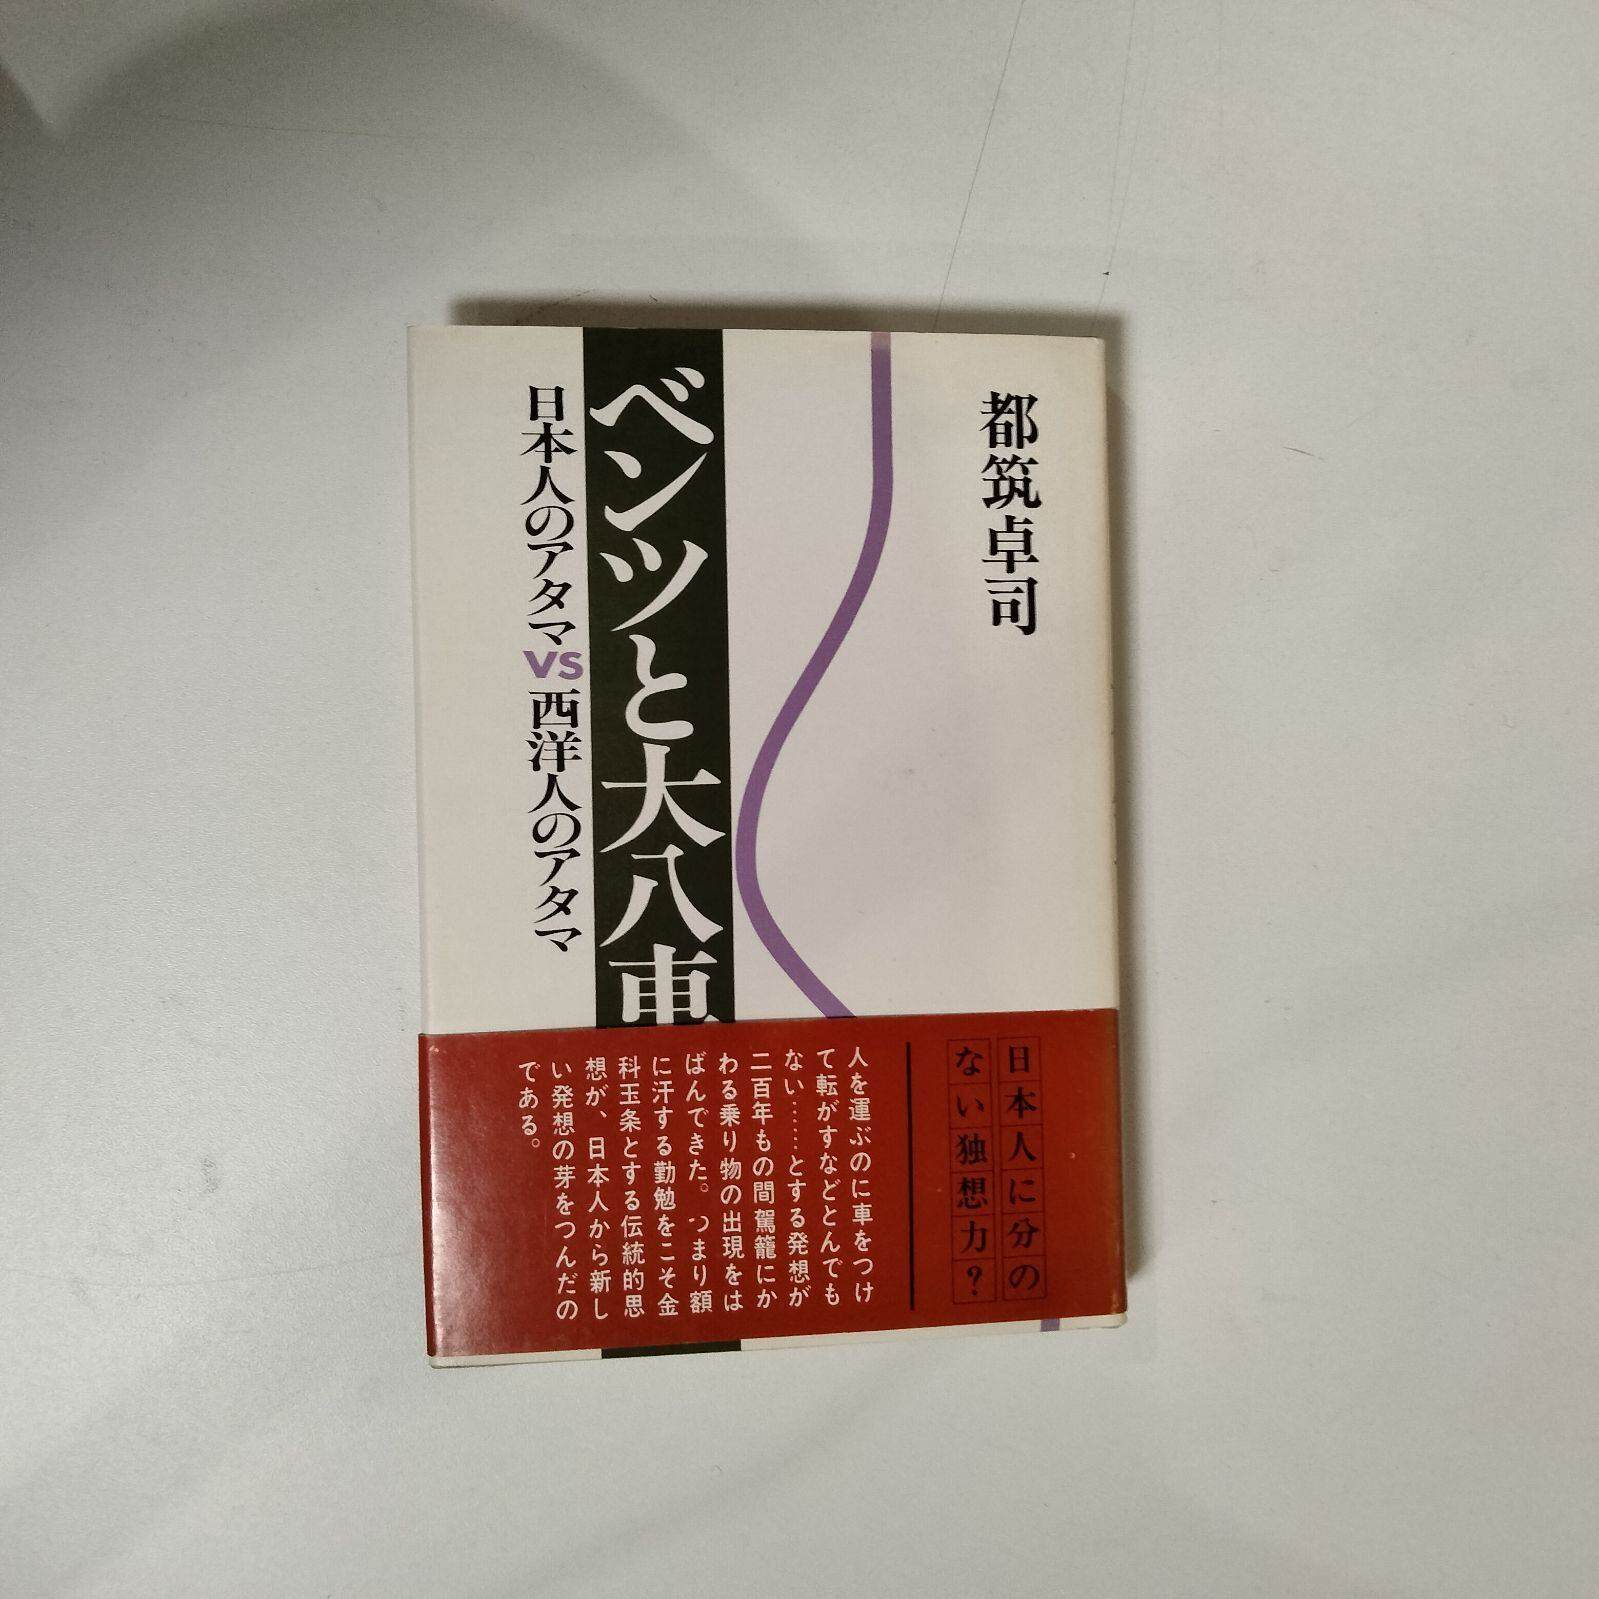 都筑卓司
ベンツと大八車
日本人のアタマVS西洋人のアタマ
日本人に分の
ない独想力？
人を運ぶのに車をつけ
て転がすなどとんでも
ない……とする発想が
二百年もの間駕籠にか
わる乗り物の出現をは
ばんできた。つまり額
に汗する勤勉をこそ金
科玉条とする伝統的思
想が、日本人から新し
い発想の芽をつんだの
である。